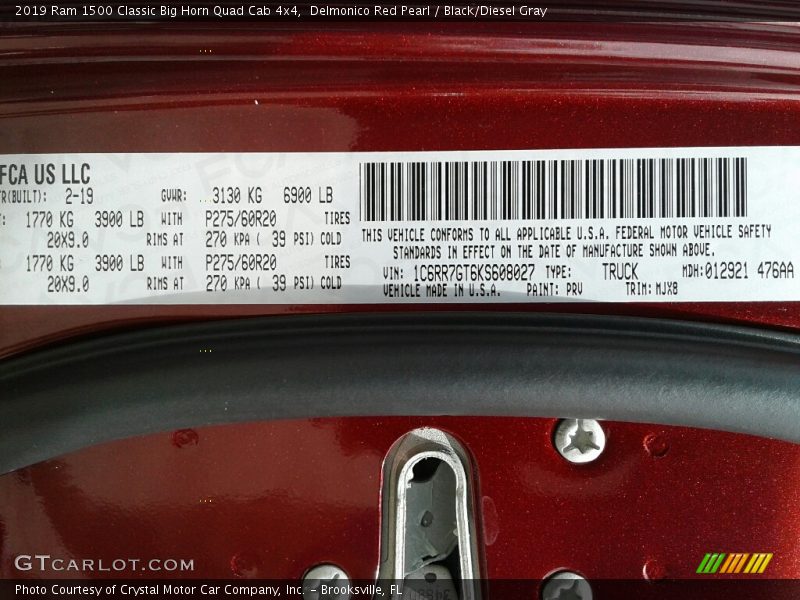 2019 Ram 1500 Classic Big Horn Quad Cab 4x4, Delmonico Red Pearl / Black/Diesel Gray
FCA US LLC
FR(BUILT): 2-19 GVWR: 3130 KG 6900 LB
1770 KG 3900 LB WITH P275/60R20 TIRES
20X9.0 RIMS AT 270 KPA ( 39 PSI) COLD
1770 KG 3900 LB WITH P275/60R20 TIRES
20X9.0 RIMS AT 270 KPA ( 39 PSI) COLD
THIS VEHICLE CONFORMS TO ALL APPLICABLE U.S.A. FEDERAL MOTOR VEHICLE SAFETY
STANDARDS IN EFFECT ON THE DATE OF MANUFACTURE SHOWN ABOVE.
VIN: 1C6RR7GT6KS608027 TYPE: TRUCK MDH:012921 476AA
VEHICLE MADE IN U.S.A. PAINT: PRV TRIM: MJX8
GTCARLOT.COM
Photo Courtesy of Crystal Motor Car Company, Inc. - Brooksville, FL